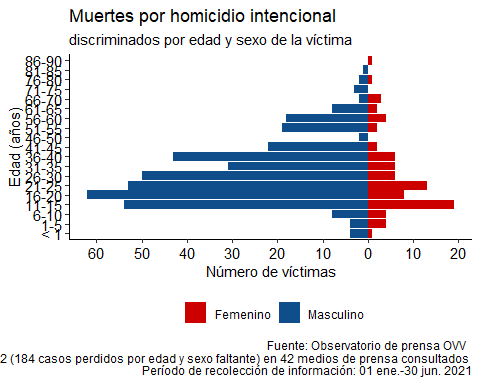 Muertes por homicidio intencional
discriminados por edad y sexo de la víctima
Edad (años)
86-90
81-85
76-80
71-75
66-70
61-65
56-60
51-55
46-50
41-45
36-40
31-35
26-30
21-25
16-20
11-15
6-10
1-5
< 1
60 50 40 30 20 10 0 10 20
Número de víctimas
Femenino Masculino
Fuente: Observatorio de prensa OVV
2 (184 casos perdidos por edad y sexo faltante) en 42 medios de prensa consultados
Período de recolección de información: 01 ene.-30 jun. 2021